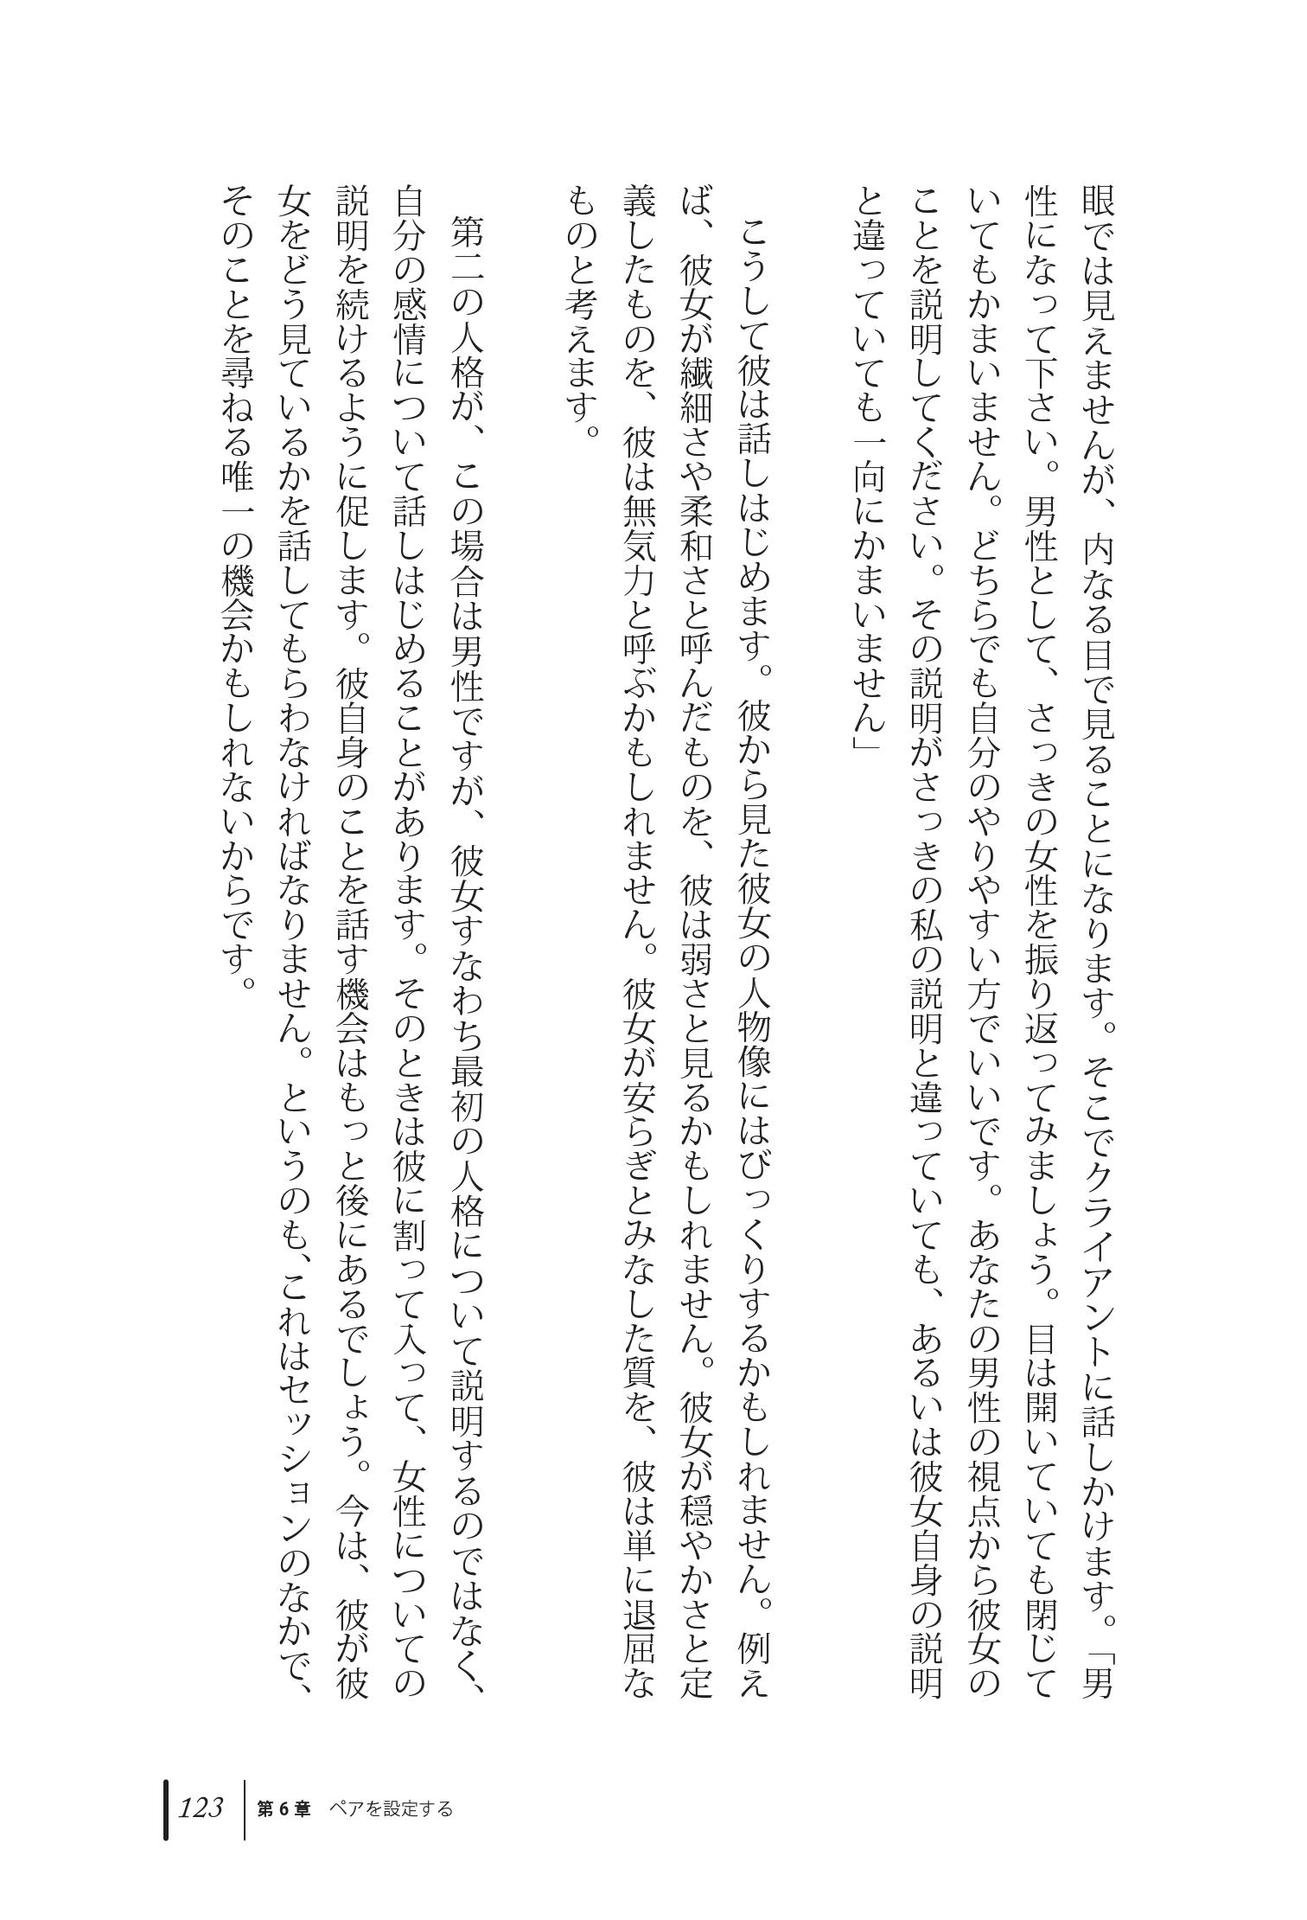 眼では見えませんが、内なる目で見ることになります。そこでクライアントに話しかけます。「男
性になって下さい。男性として、さっきの女性を振り返ってみましょう。目は開いていても閉じて
いてもかまいません。どちらでも自分のやりやすい方でいいです。あなたの男性の視点から彼女の
ことを説明してください。その説明がさっきの私の説明と違っていても、あるいは彼女自身の説明
と違っていても一向にかまいません」
こうして彼は話しはじめます。彼から見た彼女の人物像にはびっくりするかもしれません。例え
ば、彼女が繊細さや柔和さと呼んだものを、彼は弱さと見るかもしれません。彼女が穏やかさと定
義したものを、彼は無気力と呼ぶかもしれません。彼女が安らぎとみなした質を、彼は単に退屈な
ものと考えます。
第二の人格が、この場合は男性ですが、彼女すなわち最初の人格について説明するのではなく、
自分の感情について話しはじめることがあります。そのときは彼に割って入って、女性についての
説明を続けるように促します。彼自身のことを話す機会はもっと後にあるでしょう。今は、彼が彼
女をどう見ているかを話してもらわなければなりません。というのも、これはセッションのなかで、
そのことを尋ねる唯一の機会かもしれないからです。
123 第6章 ペアを設定する